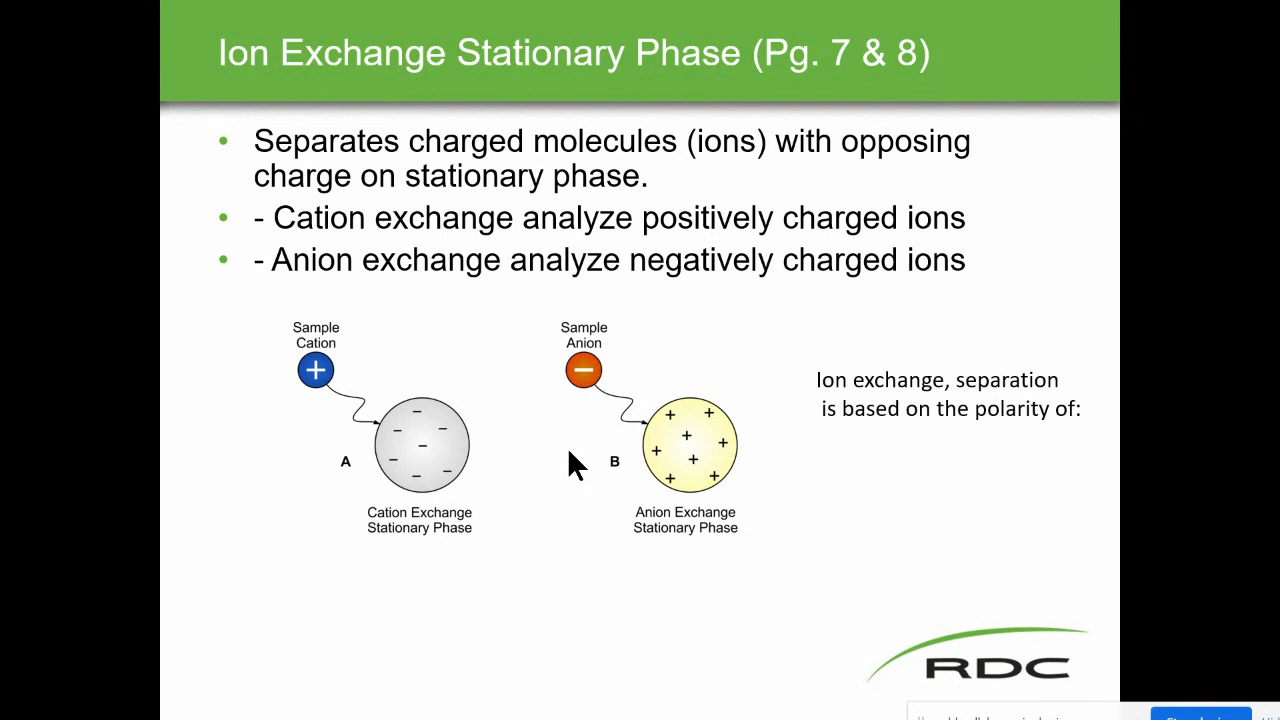 Ion Exchange Stationary Phase (Pg. 7 & 8)
• Separates charged molecules (ions) with opposing
charge on stationary phase.
• - Cation exchange analyze positively charged ions
• - Anion exchange analyze negatively charged ions
Sample
Cation
+
A
Cation Exchange
Stationary Phase
Sample
Anion
−
B
Anion Exchange
Stationary Phase
Ion exchange, separation
is based on the polarity of:
RDC